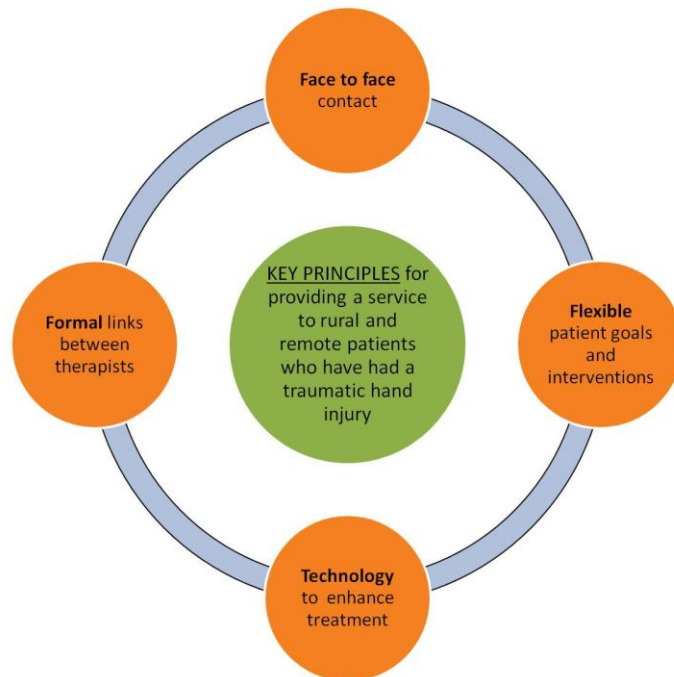 Face to face
contact
KEY PRINCIPLES for
providing a service
to rural and
remote patients
who have had a
traumatic hand
injury
Formal links
between
therapists
Flexible
patient goals
and
interventions
Technology
to enhance
treatment